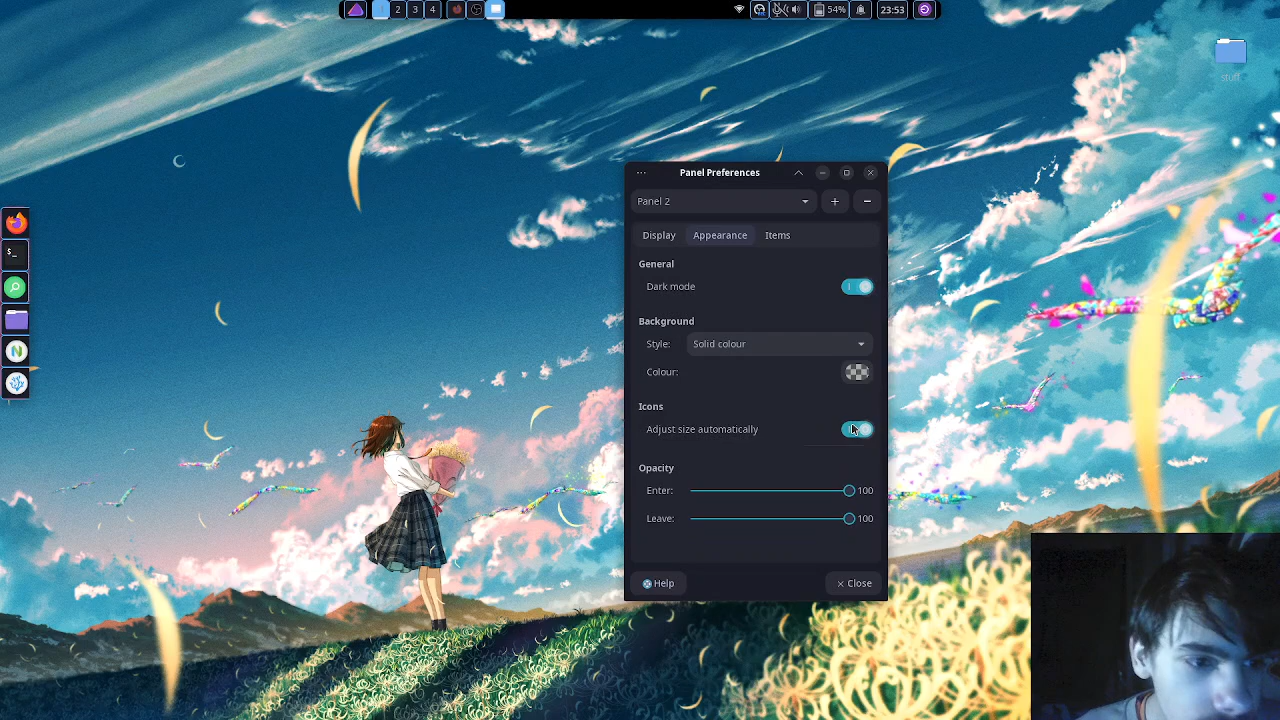 1 2 3 4 54% 23:53
stuff
Panel Preferences
Panel 2
Display Appearance Items
General
Dark mode
Background
Style: Solid colour
Colour:
Icons
Adjust size automatically
Opacity
Enter: 100
Leave: 100
Help Close